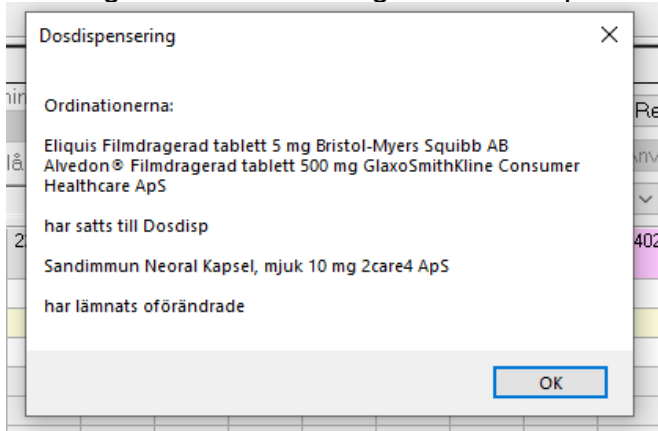 Dosdispensering
Ordinationerna:
Eliquis Filmdragerad tablett 5 mg Bristol-Myers Squibb AB
Alvedon® Filmdragerad tablett 500 mg GlaxoSmithKline Consumer
Healthcare ApS
har satts till Dosdisp
Sandimmun Neoral Kapsel, mjuk 10 mg 2care4 ApS
har lämnats oförändrade
OK